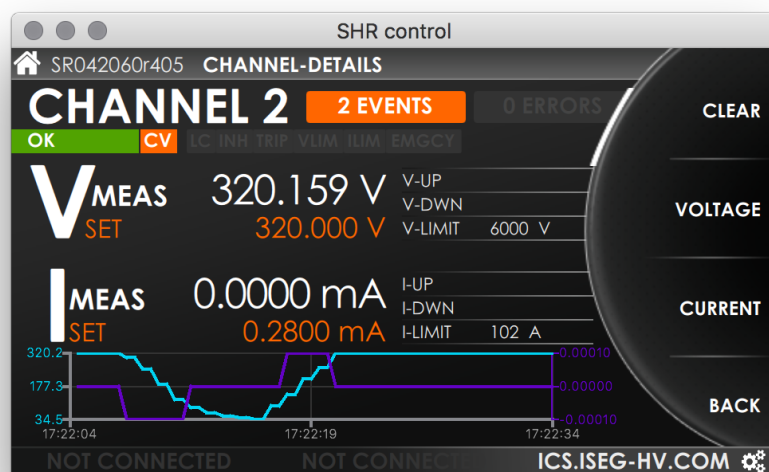 SHR control
SR042060r405 CHANNEL-DETAILS
CHANNEL 2 2 EVENTS 0 ERRORS
OK CV LC INH TRIP VLIM ILIM EMGCY
V MEAS 320.159 V
SET 320.000 V
V-UP
V-DWN
V-LIMIT 6000 V
I MEAS 0.0000 mA
SET 0.2800 mA
I-UP
I-DWN
I-LIMIT 102 A
320.2 0.00010
177.3 0.00000
34.5 -0.00010
17:22:04 17:22:19 17:22:34
CLEAR
VOLTAGE
CURRENT
BACK
NOT CONNECTED NOT CONNECTED ICS.ISEG-HV.COM